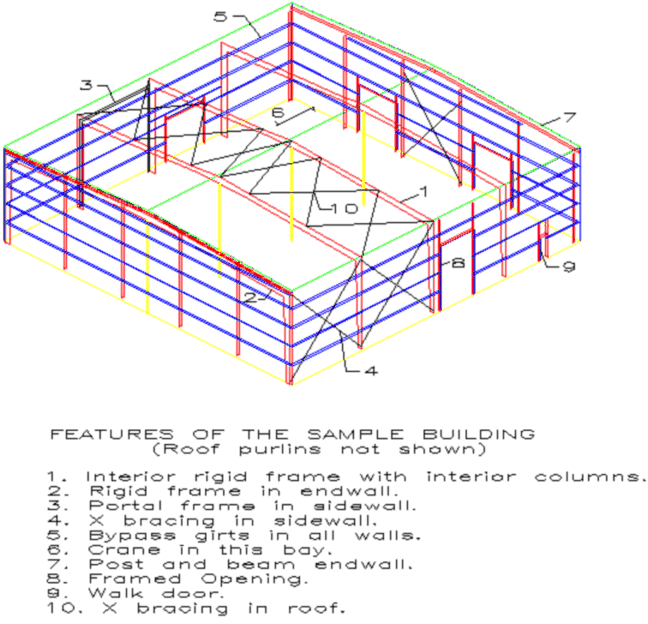 5
3
6
7
1
10
8
2
9
4
FEATURES OF THE SAMPLE BUILDING
(Roof purlins not shown)
1. Interior rigid frame with interior columns.
2. Rigid frame in endwall.
3. Portal frame in sidewall.
4. X bracing in sidewall.
5. Bypass girts in all walls.
6. Crane in this bay.
7. Post and beam endwall.
8. Framed Opening.
9. Walk door.
10. X bracing in roof.